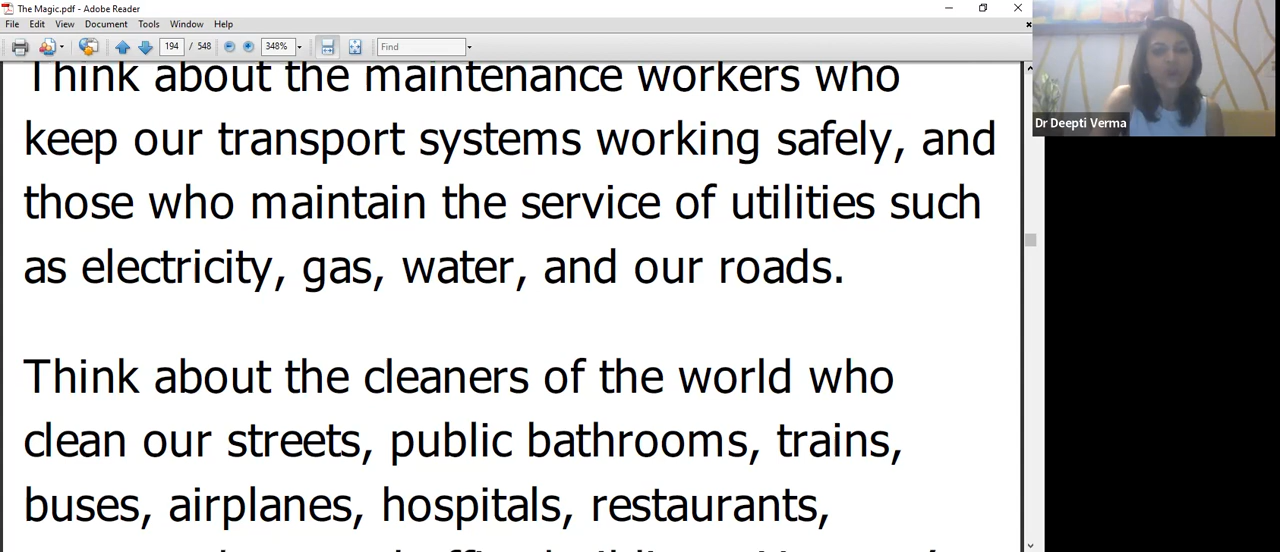 The Magic.pdf - Adobe Reader
File Edit View Document Tools Window Help
194 / 548 348% Find
Think about the maintenance workers who
keep our transport systems working safely, and
those who maintain the service of utilities such
as electricity, gas, water, and our roads.
Think about the cleaners of the world who
clean our streets, public bathrooms, trains,
buses, airplanes, hospitals, restaurants,
Dr Deepti Verma